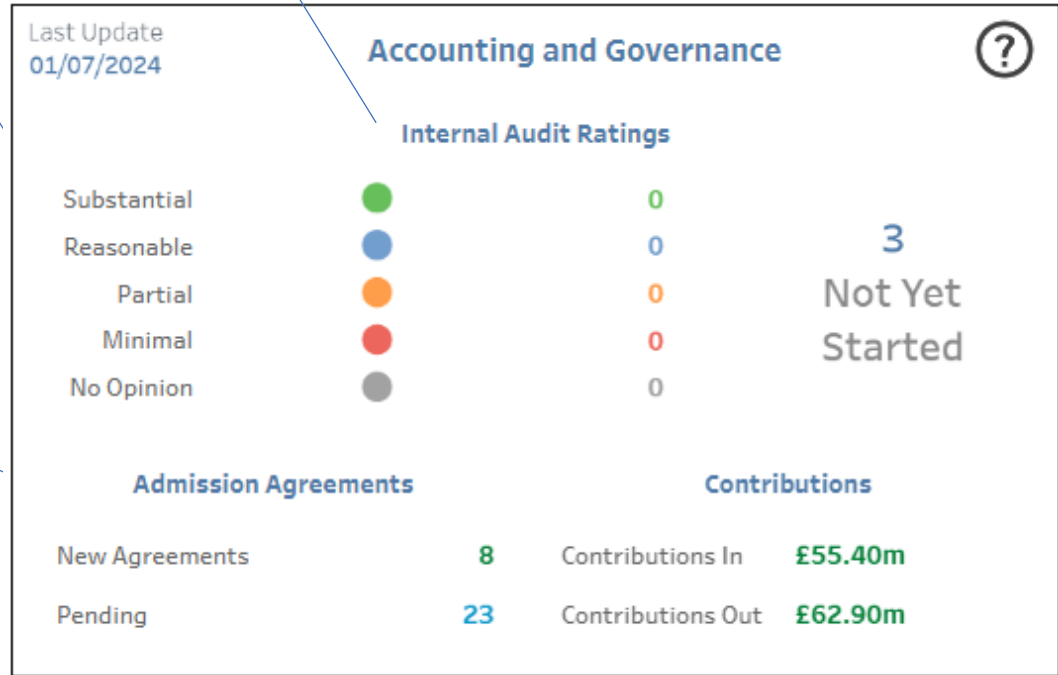 Last Update
01/07/2024
Accounting and Governance
?
Internal Audit Ratings
Substantial 0
Reasonable 0
Partial 0
Minimal 0
No Opinion 0
3
Not Yet
Started
Admission Agreements
New Agreements 8
Pending 23
Contributions
Contributions In £55.40m
Contributions Out £62.90m